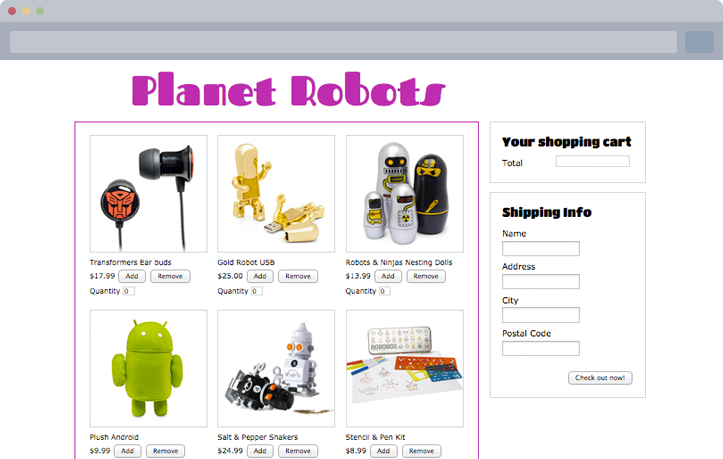 Planet Robots
Your shopping cart
Total
Transformers Ear buds
$17.99 Add Remove
Quantity 0
Gold Robot USB
$25.00 Add Remove
Quantity 0
Robots & Ninjas Nesting Dolls
$13.99 Add Remove
Quantity 0
Shipping Info
Name
Address
City
Postal Code
Check out now!
ROBOBOX
Plush Android
$9.99 Add Remove
Salt & Pepper Shakers
$24.99 Add Remove
Stencil & Pen Kit
$8.99 Add Remove